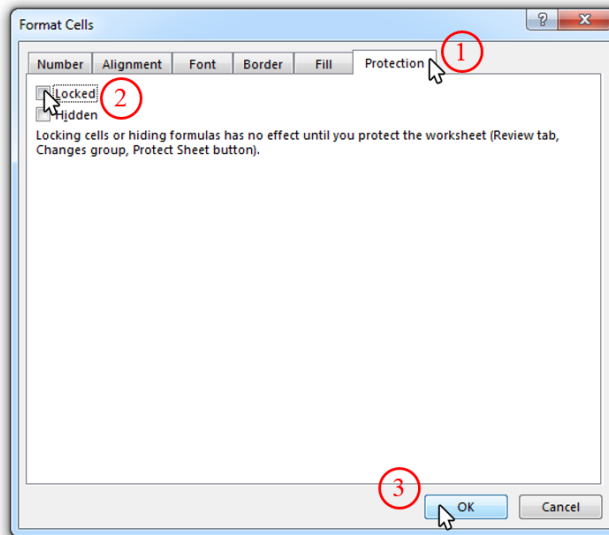 Format Cells
?
Number Alignment Font Border Fill Protection 1
Locked 2
Hidden
Locking cells or hiding formulas has no effect until you protect the worksheet (Review tab,
Changes group, Protect Sheet button).
3 OK Cancel